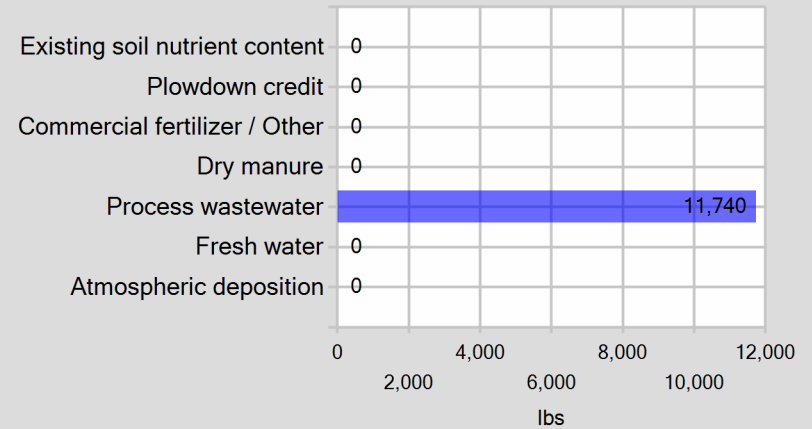 Existing soil nutrient content 0
Plowdown credit 0
Commercial fertilizer / Other 0
Dry manure 0
Process wastewater 11,740
Fresh water 0
Atmospheric deposition 0
0 4,000 8,000 12,000
2,000 6,000 10,000
lbs